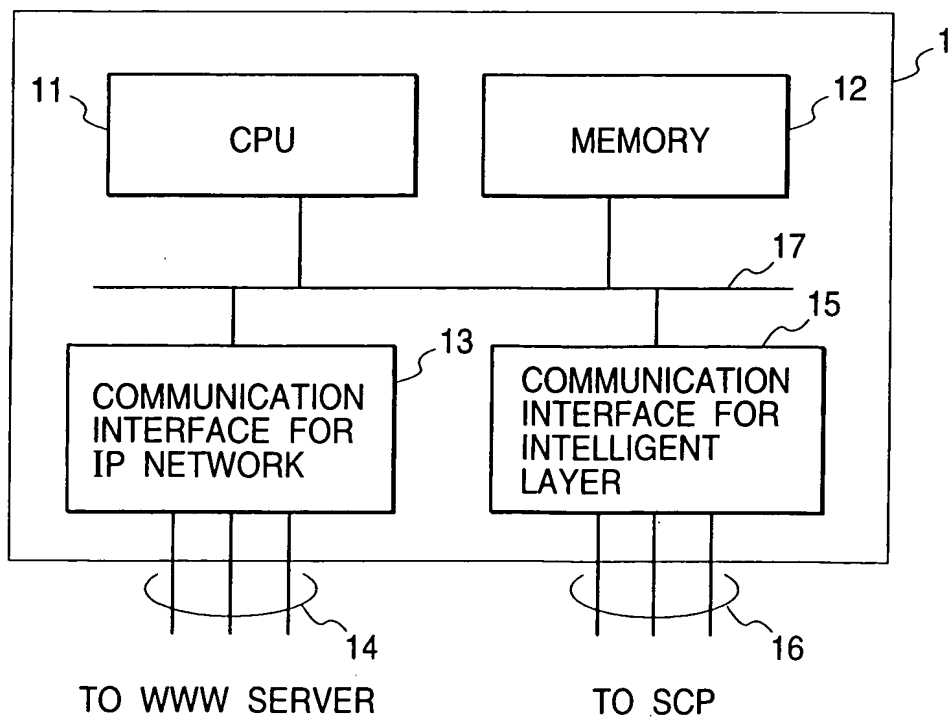 1
11
12
CPU
MEMORY
17
13
15
COMMUNICATION
INTERFACE FOR
IP NETWORK
COMMUNICATION
INTERFACE FOR
INTELLIGENT
LAYER
14
16
TO WWW SERVER
TO SCP